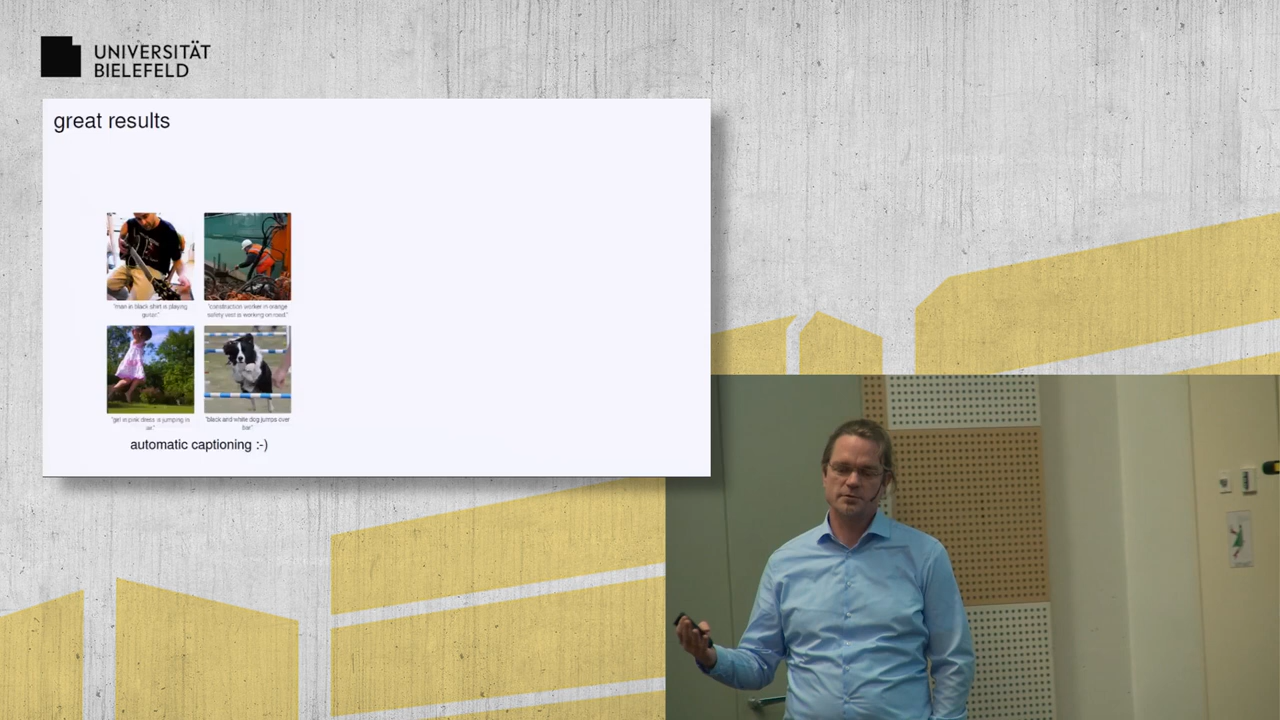 UNIVERSITÄT
BIELEFELD
great results
"man in black shirt is playing
guitar."
"construction worker in orange
safety vest is working on road."
"girl in pink dress is jumping in
air."
"black and white dog jumps over
bar."
automatic captioning :-)